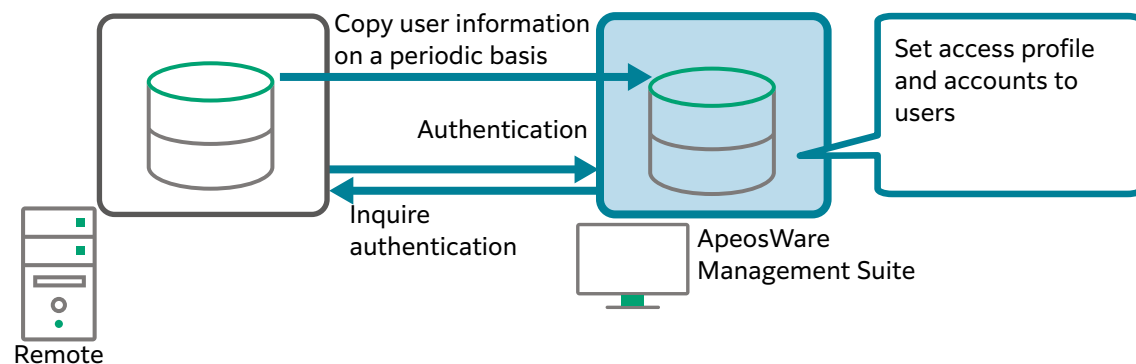 Copy user information
on a periodic basis
Set access profile
and accounts to
users
Authentication
Inquire
authentication
ApeosWare
Management Suite
Remote